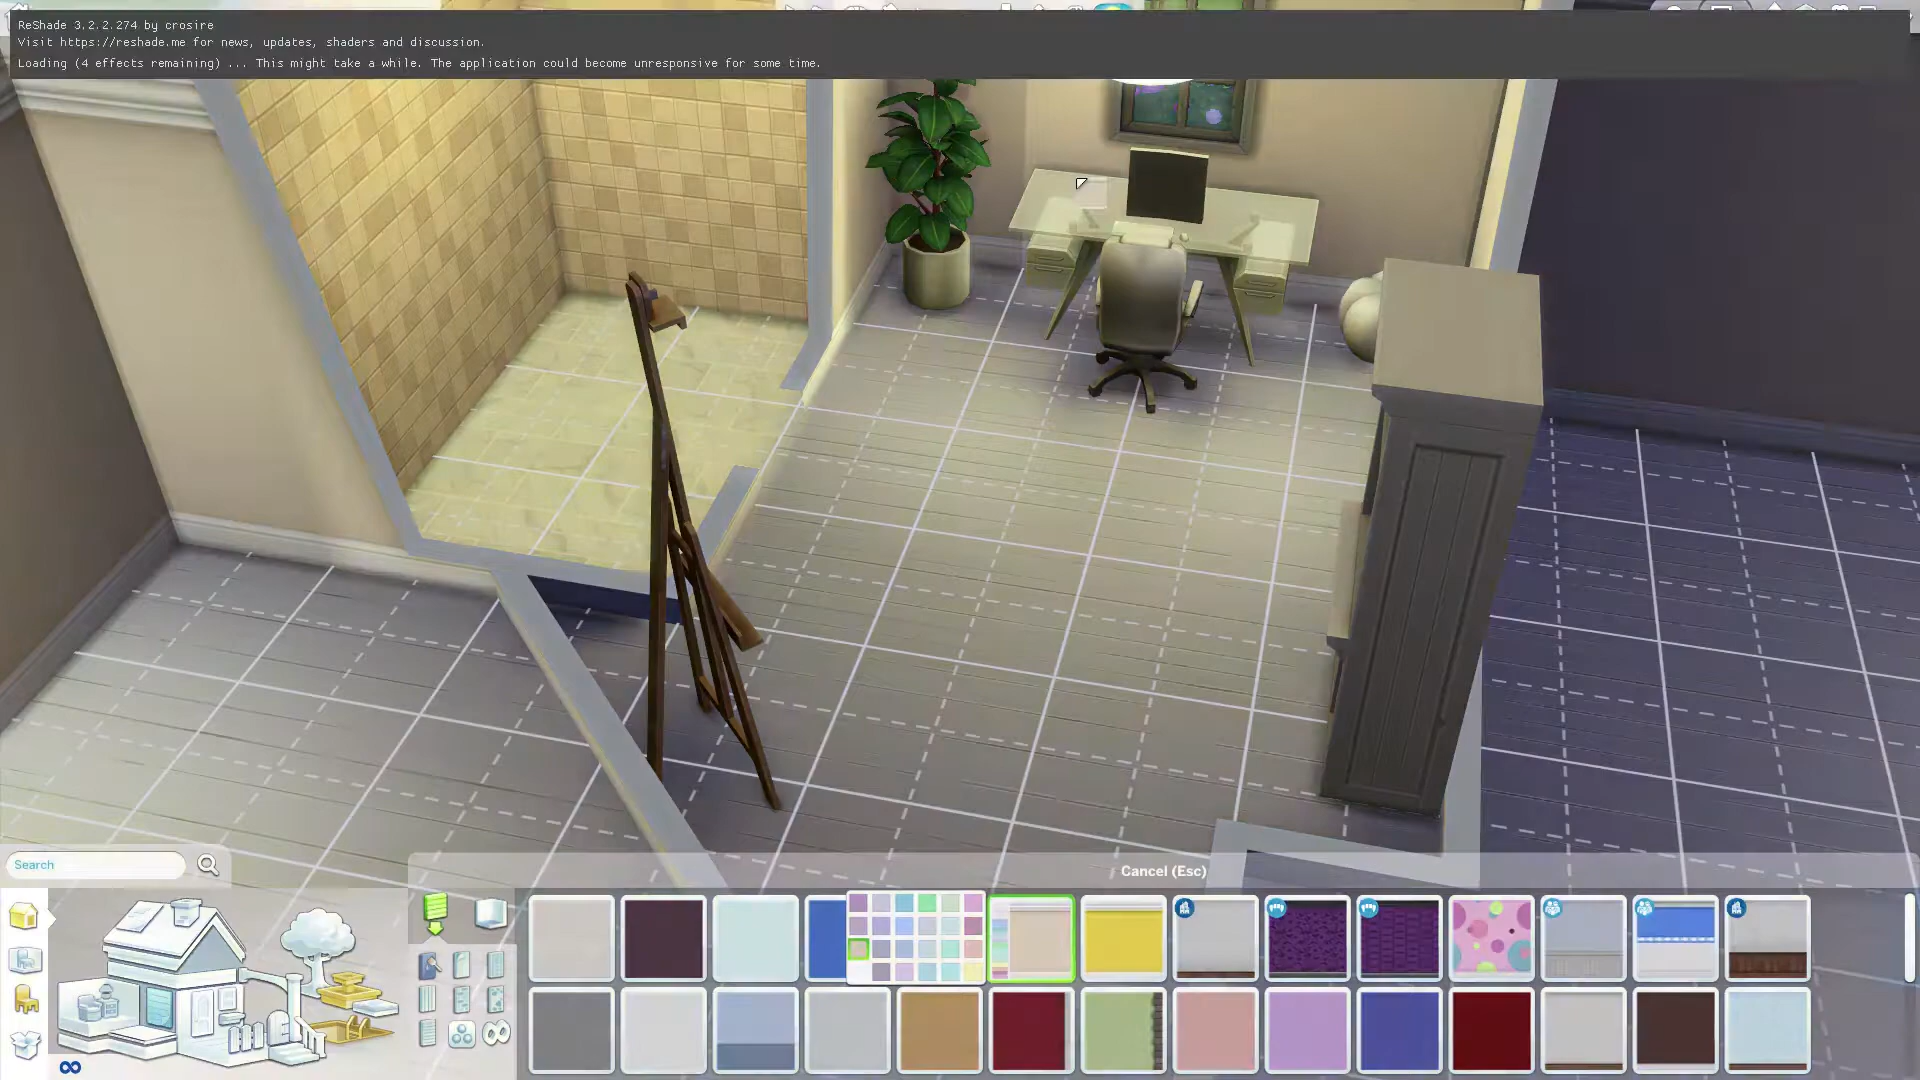 ReShade 3.2.2.274 by crosire
Visit https://reshade.me for news, updates, shaders and discussion.
Loading (4 effects remaining) ... This might take a while. The application could become unresponsive for some time.
Search
Cancel (Esc)